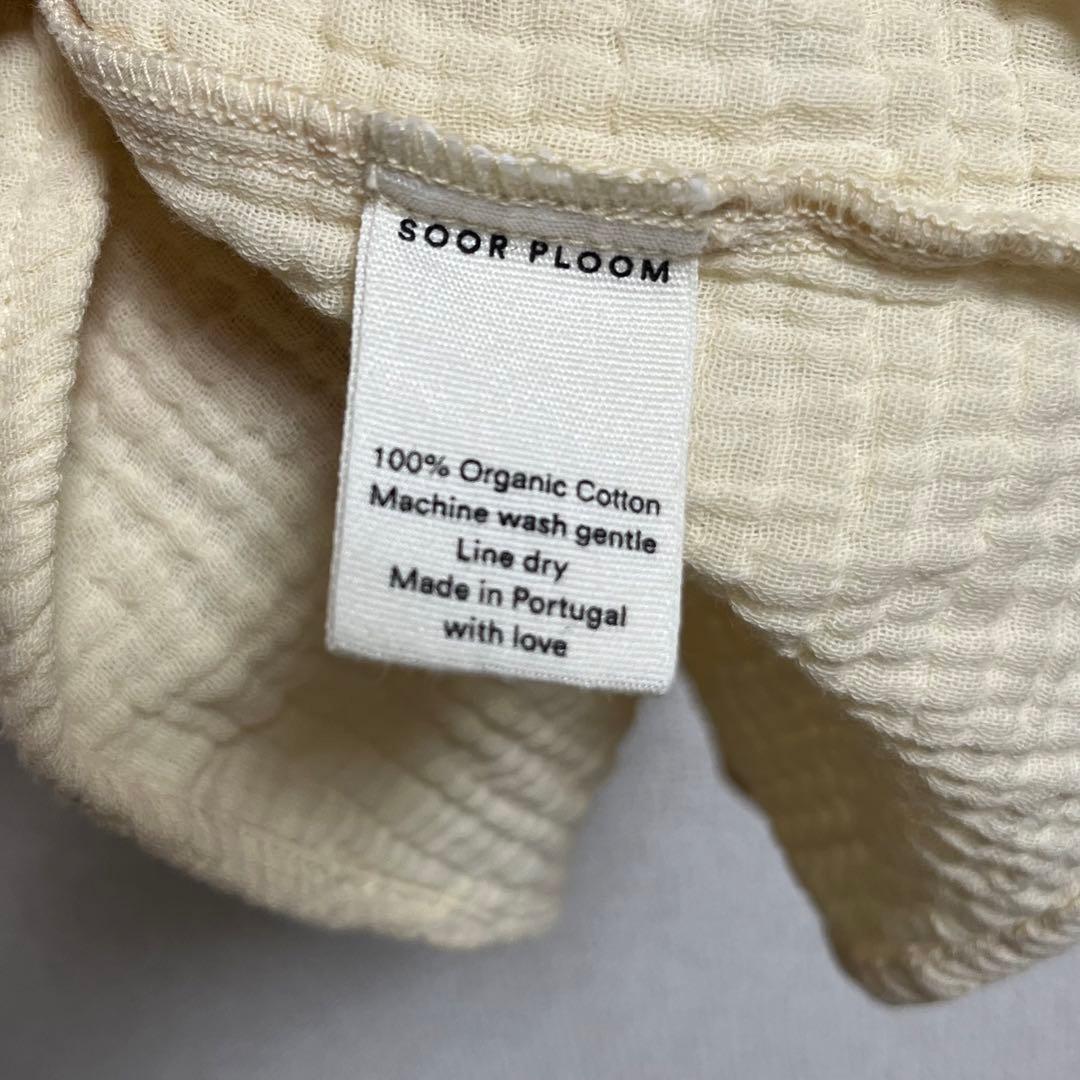 SOOR PLOOM
100% Organic Cotton
Machine wash gentle
Line dry
Made in Portugal
with love